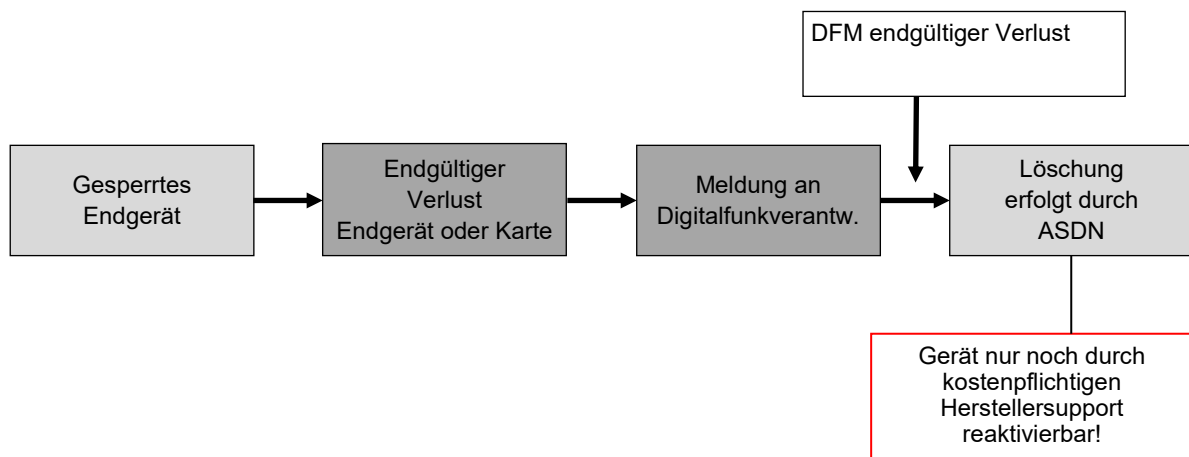 DFM endgültiger Verlust
Gesperrtes
Endgerät
Endgültiger
Verlust
Endgerät oder Karte
Meldung an
Digitalfunkverantw.
Löschung
erfolgt durch
ASDN
Gerät nur noch durch
kostenpflichtigen
Herstellersupport
reaktivierbar!